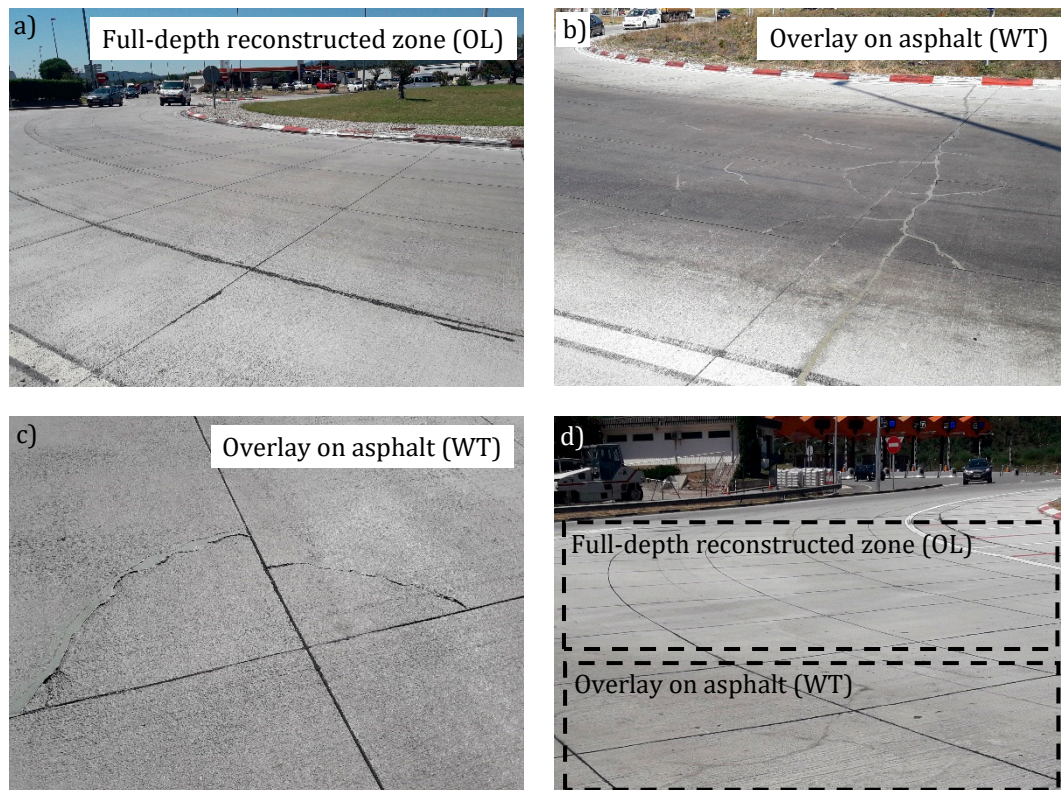 a)
Full-depth reconstructed zone (OL)
b)
Overlay on asphalt (WT)
c)
Overlay on asphalt (WT)
d)
Full-depth reconstructed zone (OL)
Overlay on asphalt (WT)